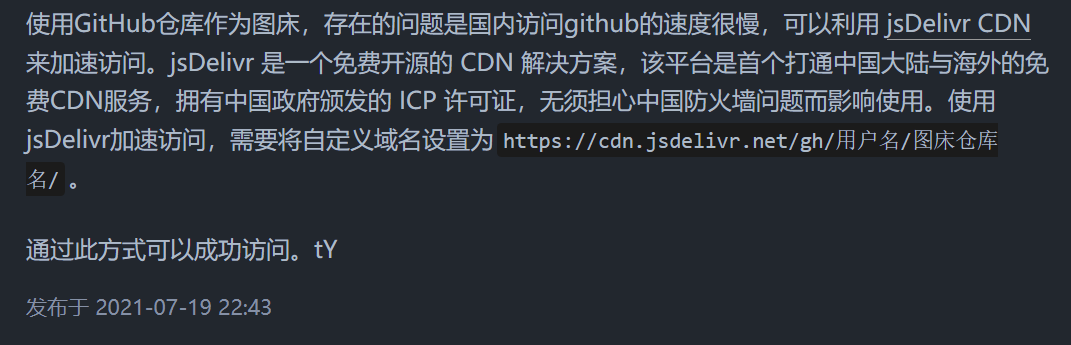 使用GitHub仓库作为图床，存在的问题是国内访问github的速度很慢，可以利用 jsDelivr CDN
来加速访问。jsDelivr 是一个免费开源的 CDN 解决方案，该平台是首个打通中国大陆与海外的免
费CDN服务，拥有中国政府颁发的 ICP 许可证，无须担心中国防火墙问题而影响使用。使用
jsDelivr加速访问，需要将自定义域名设置为 https://cdn.jsdelivr.net/gh/用户名/图床仓库
名/ 。
通过此方式可以成功访问。tY
发布于 2021-07-19 22:43